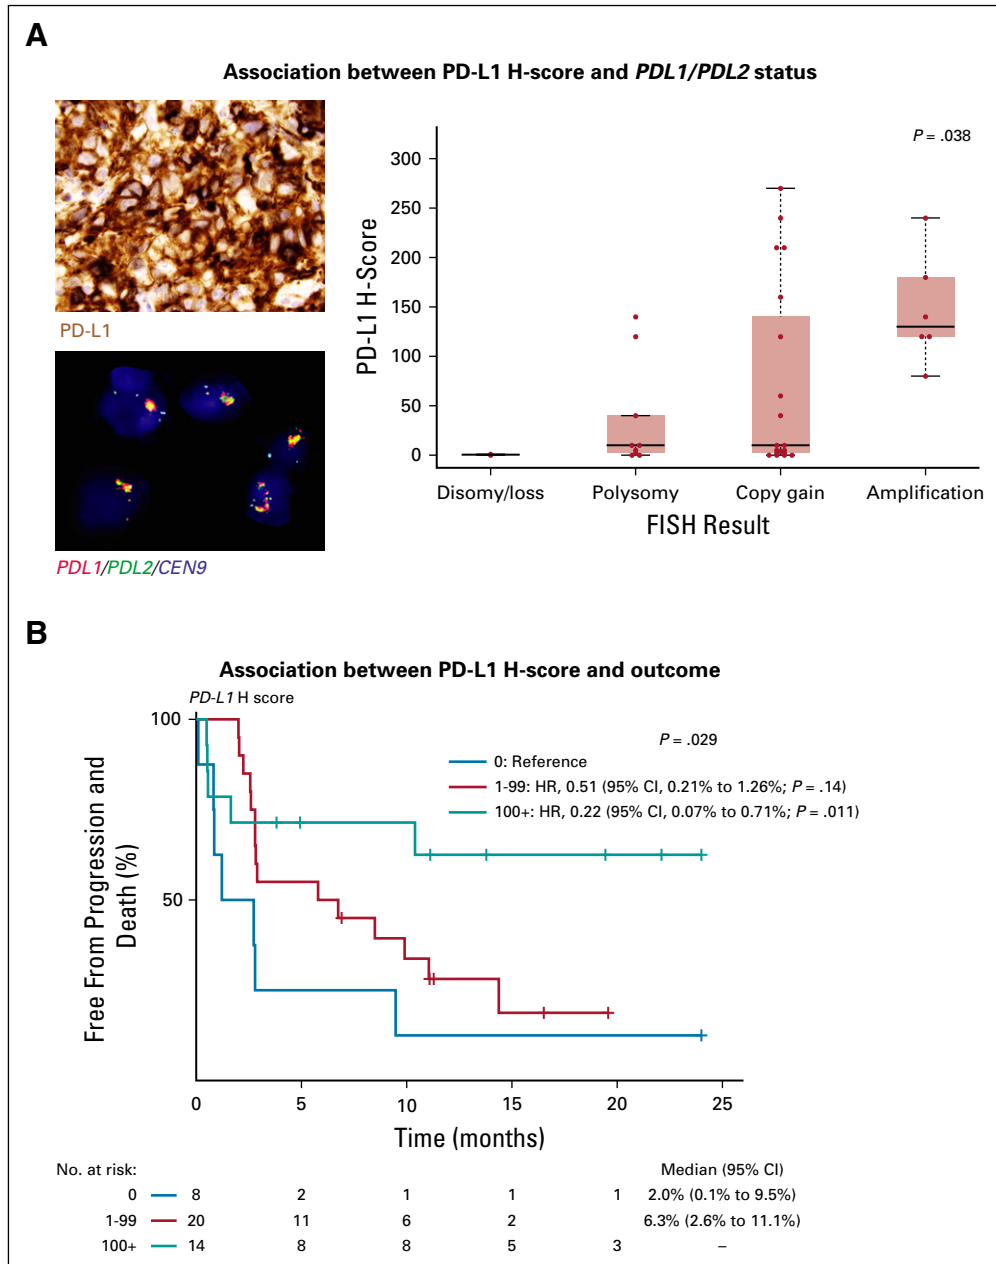 A
Association between PD-L1 H-score and PDL1/PDL2 status
PD-L1
PDL1/PDL2/CEN9
P = .038
300
250
200
150
100
50
0
PD-L1 H-Score
Disomy/loss Polysomy Copy gain Amplification
FISH Result
B
Association between PD-L1 H-score and outcome
PD-L1 H score
P = .029
0: Reference
1-99: HR, 0.51 (95% CI, 0.21% to 1.26%; P = .14)
100+: HR, 0.22 (95% CI, 0.07% to 0.71%; P = .011)
100
50
Free From Progression and
Death (%)
0 5 10 15 20 25
Time (months)
No. at risk: Median (95% CI)
0 8 2 1 1 1 2.0% (0.1% to 9.5%)
1-99 20 11 6 2 6.3% (2.6% to 11.1%)
100+ 14 8 8 5 3 –